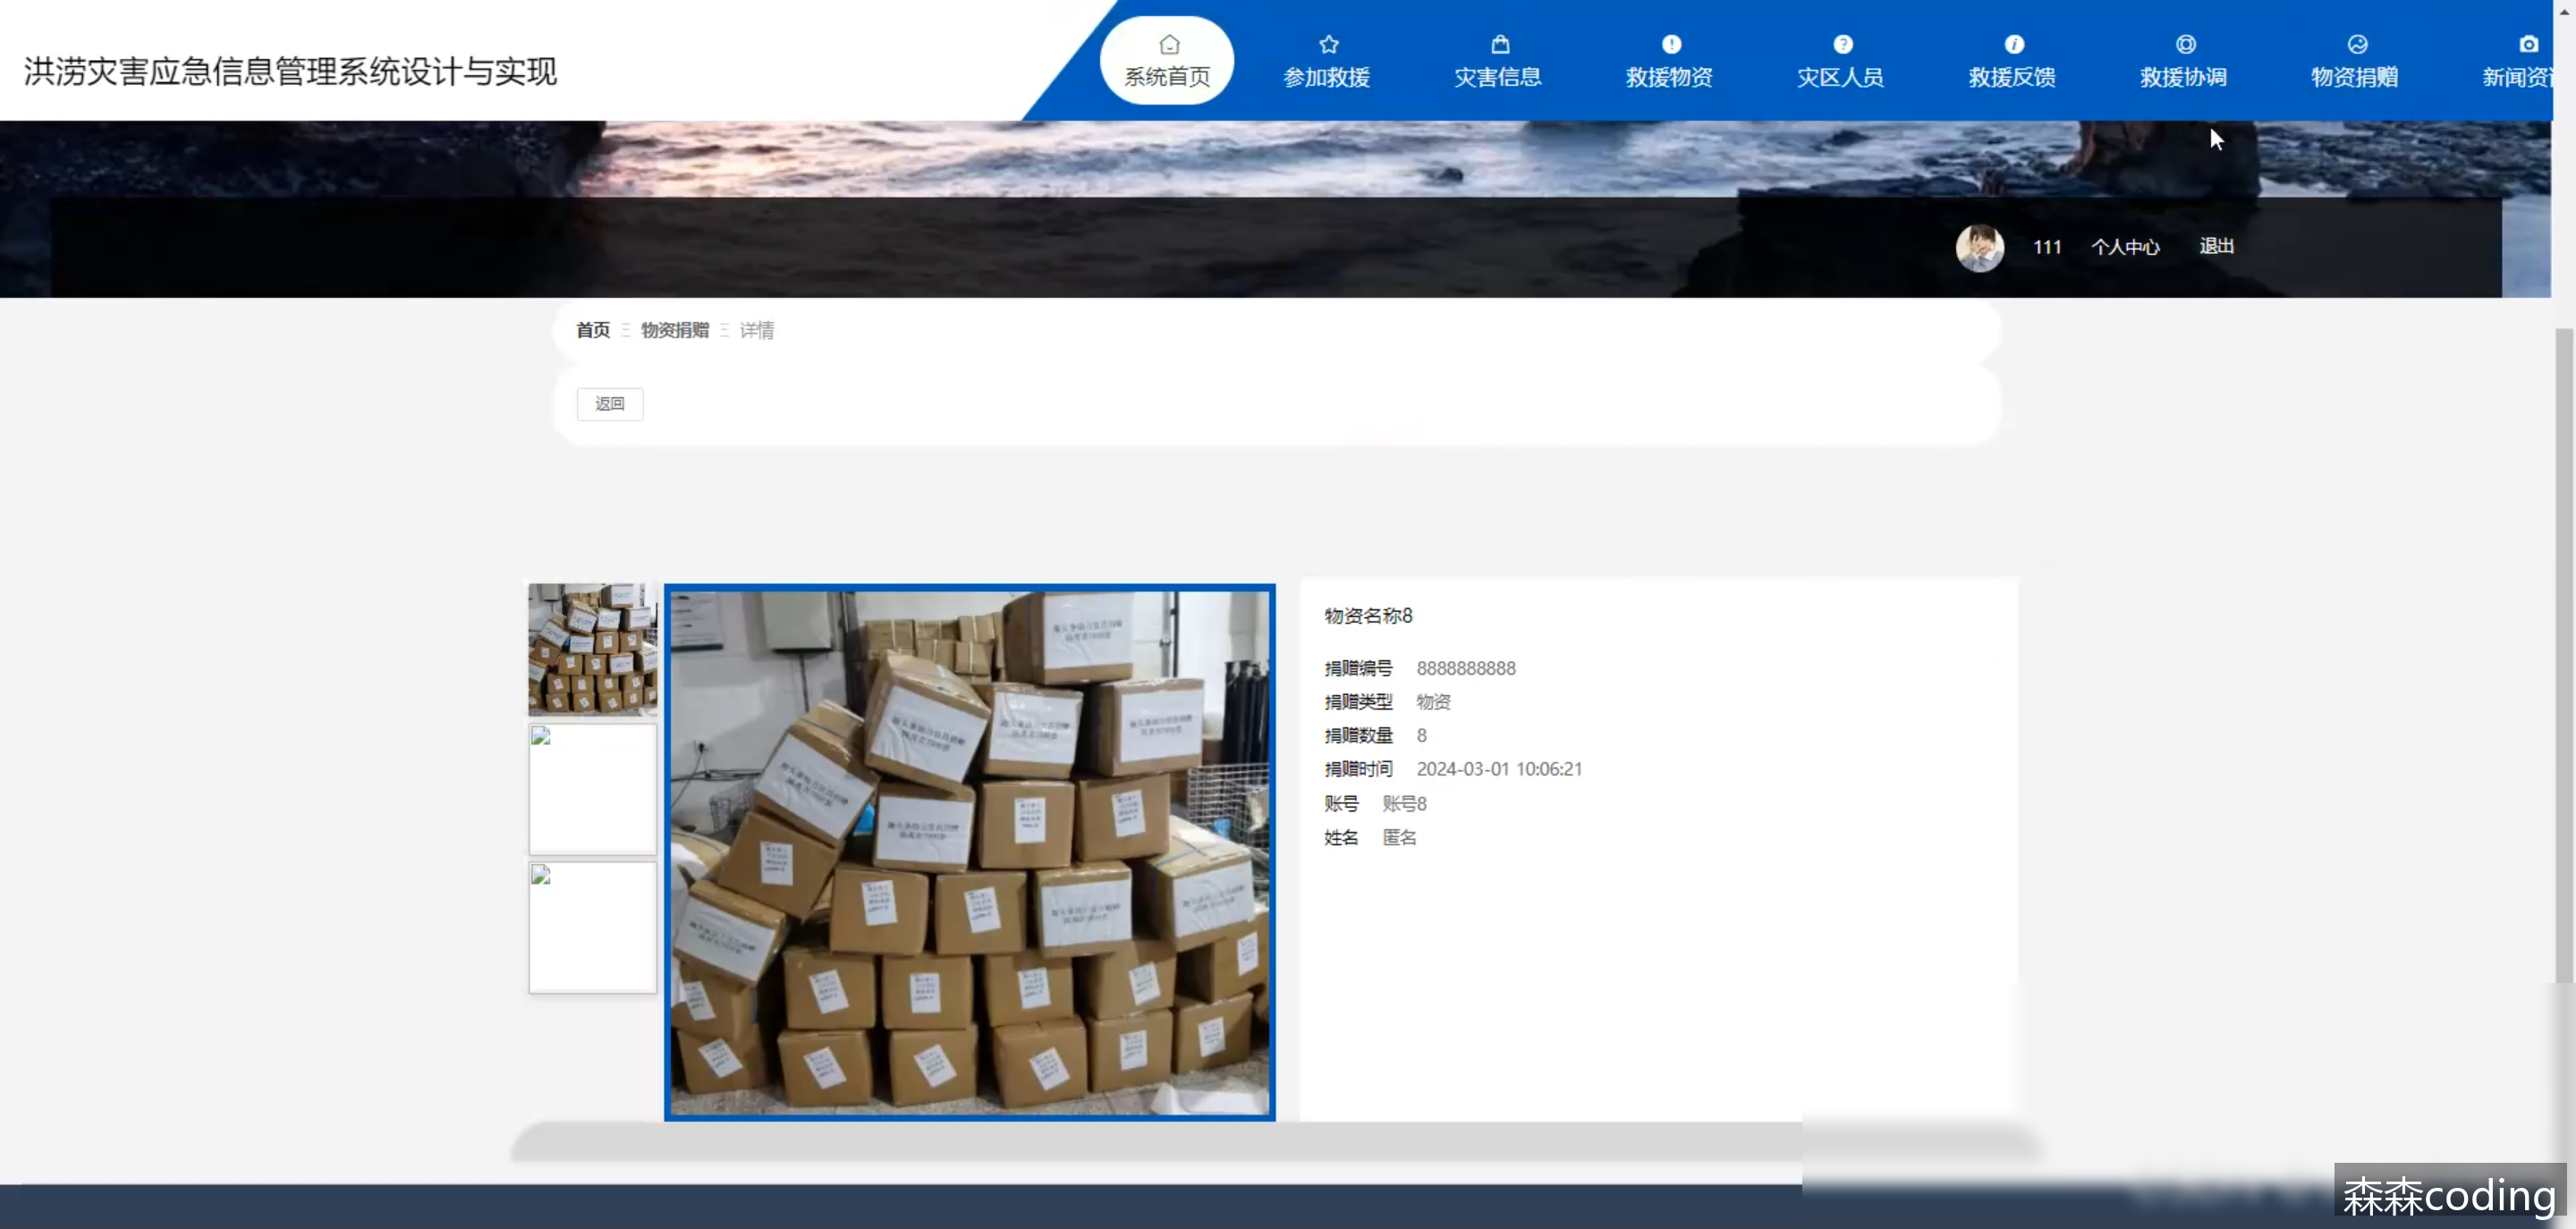 洪涝灾害应急信息管理系统设计与实现
系统首页
参加救援
灾害信息
救援物资
灾区人员
救援反馈
救援协调
物资捐赠
新闻资
111 个人中心 退出
首页 物资捐赠 详情
返回
物资名称8
捐赠编号 8888888888
捐赠类型 物资
捐赠数量 8
捐赠时间 2024-03-01 10:06:21
账号 账号8
姓名 匿名
森森coding